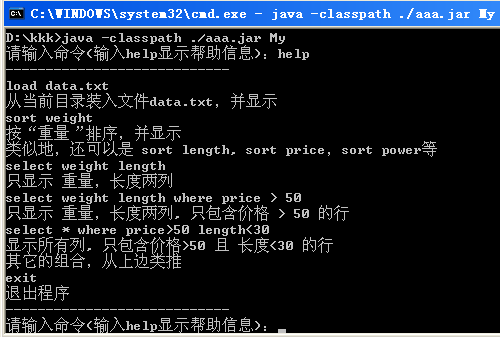 C:\WINDOWS\system32\cmd.exe - java -classpath ./aaa.jar My
D:\kkk>java -classpath ./aaa.jar My
请输入命令(输入help显示帮助信息): help
----------------------------
load data.txt
从当前目录装入文件data.txt, 并显示
sort weight
按“重量 ”排序, 并显示
类似地, 还可以是 sort length, sort price, sort power等
select weight length
只显示 重量, 长度两列
select weight length where price > 50
只显示 重量, 长度两列, 只包含价格 > 50 的行
select * where price>50 length<30
显示所有列, 只包含价格>50 且 长度<30 的行
其它的组合, 从上边类推
exit
退出程序
----------------------------
请输入命令(输入help显示帮助信息): _